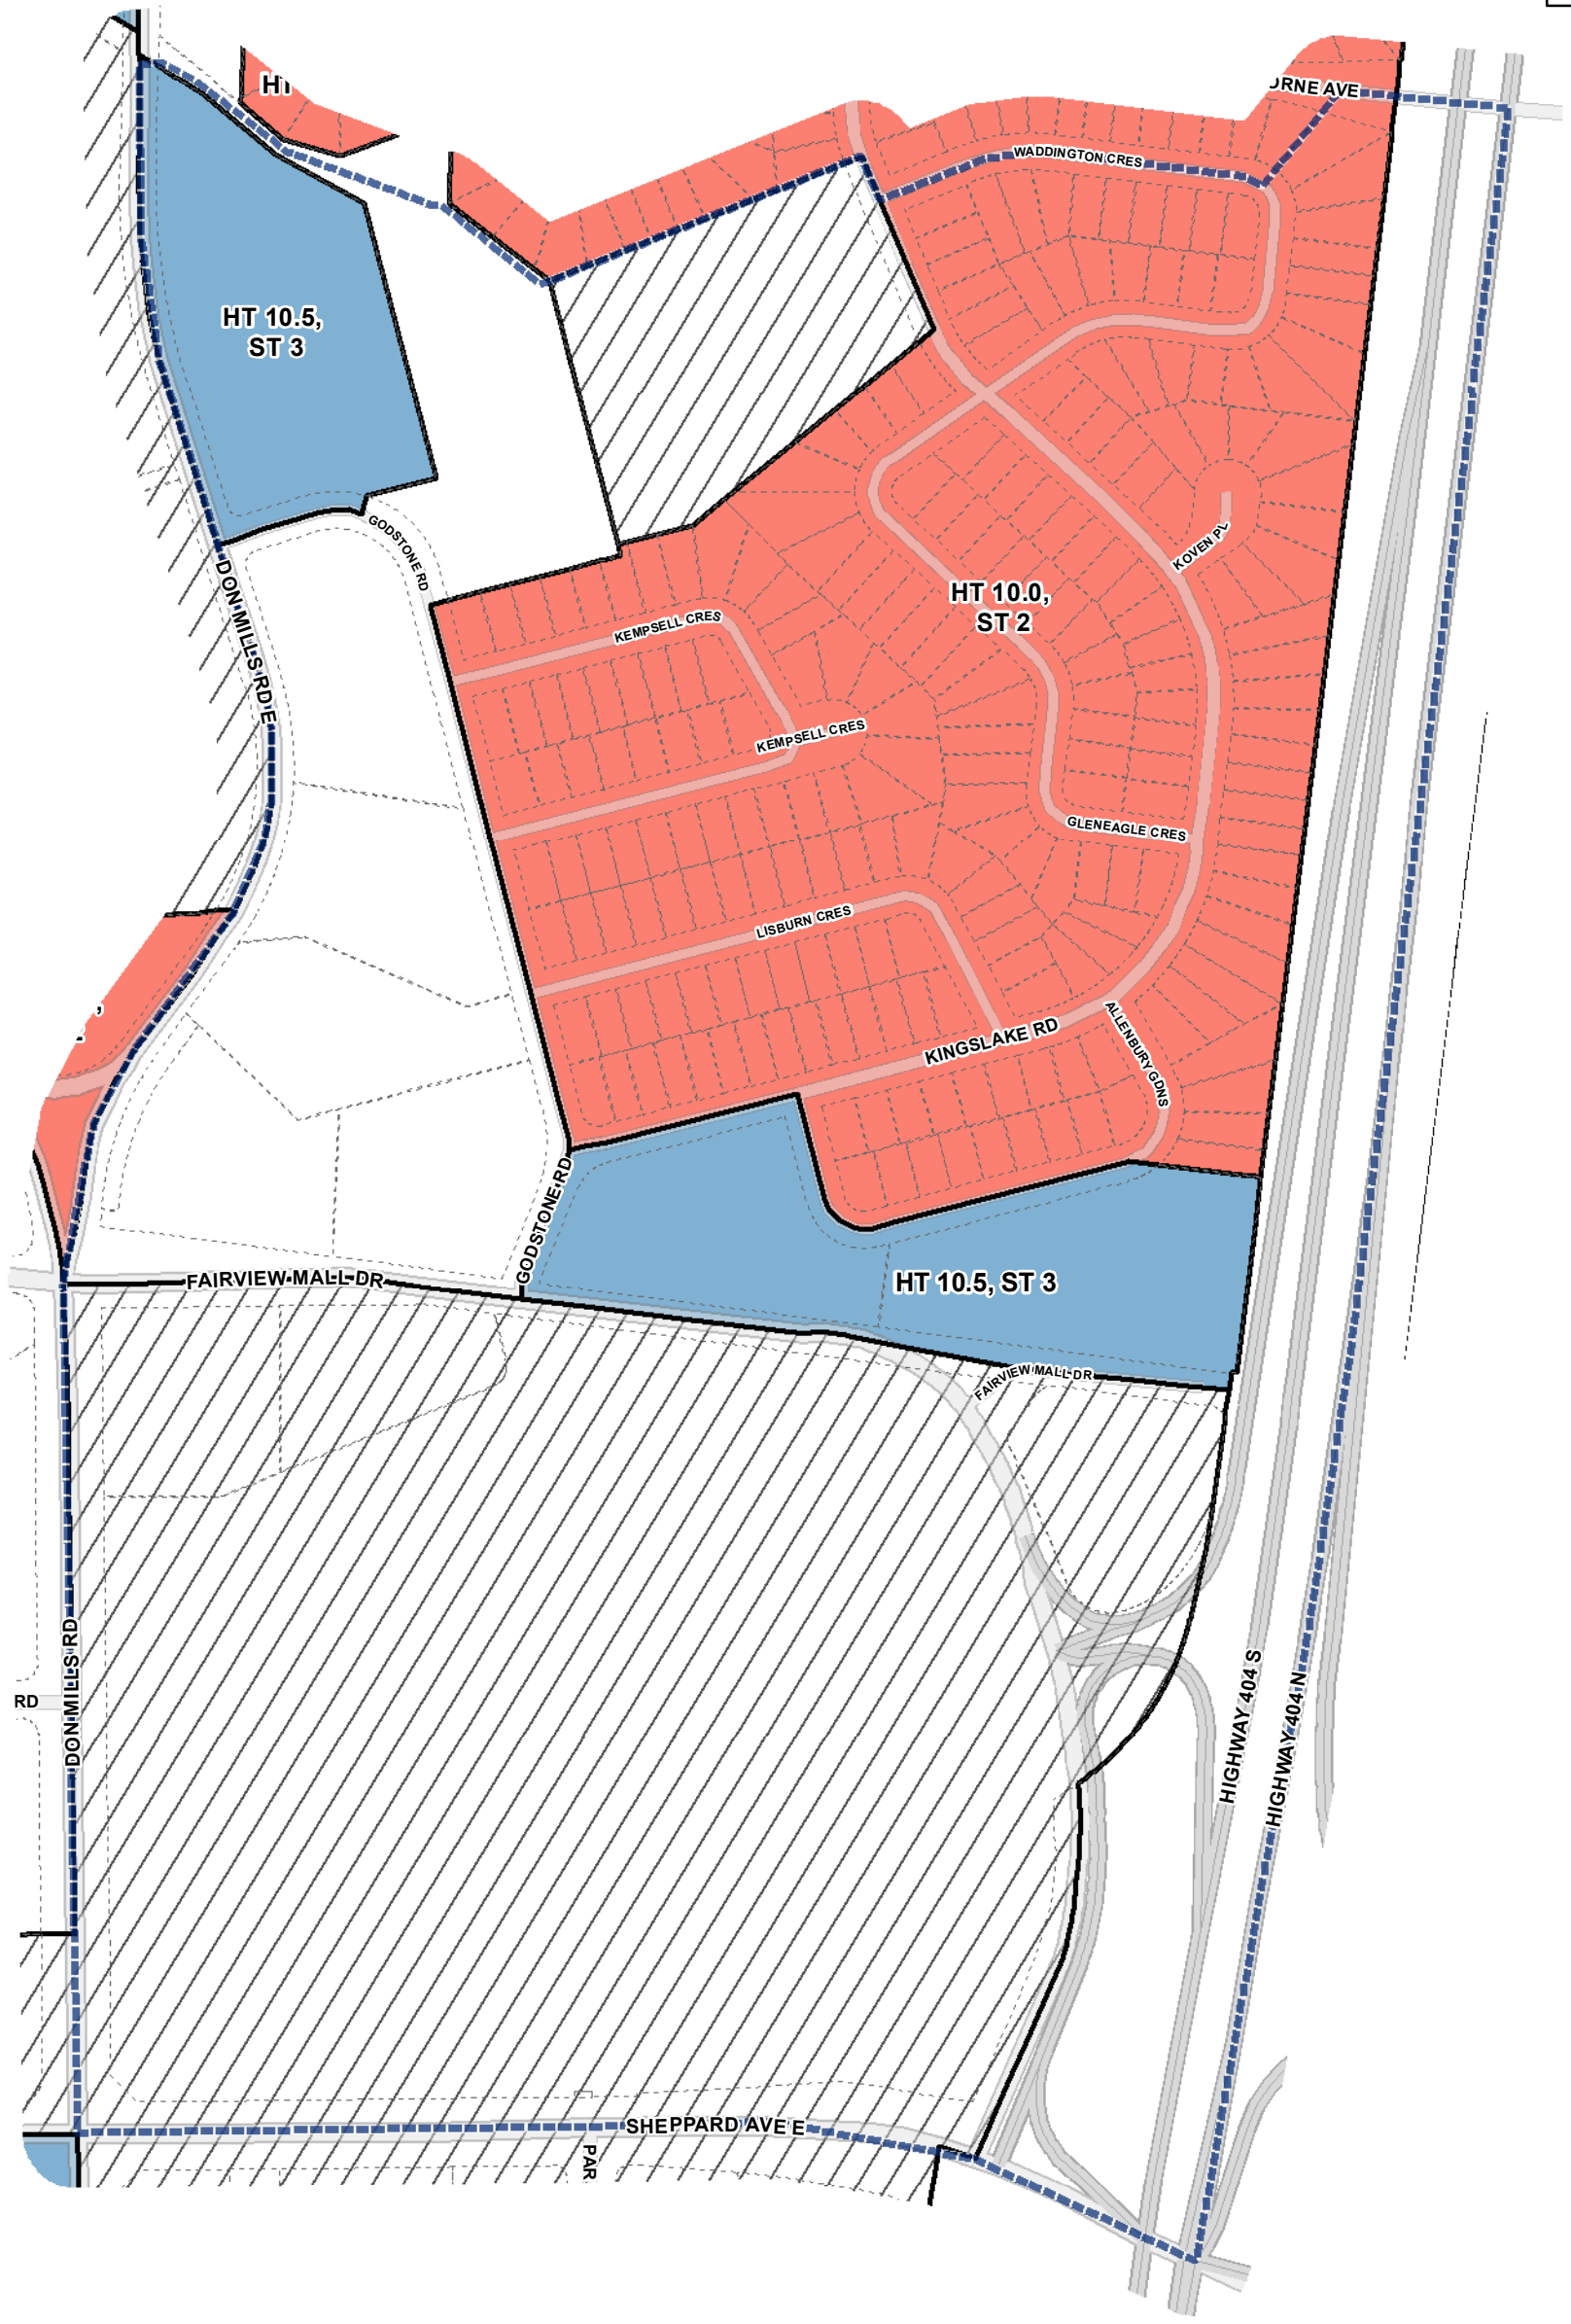 HT
ORNE AVE
WADDINGTON CRES
HT 10.5,
ST 3
GODSTONE RD
KOVEN PL
DON MILLS RD E
HT 10.0,
ST 2
KEMPSELL CRES
KEMPSELL CRES
GLENEAGLE CRES
LISBURN CRES
KINGSLAKE RD
ALLENBURY GDNS
GODSTONE RD
FAIRVIEW MALL DR
HT 10.5, ST 3
FAIRVIEW MALL DR
DON MILLS RD
RD
HIGHWAY 404 S
HIGHWAY 404 N
SHEPPARD AVE E
PAR